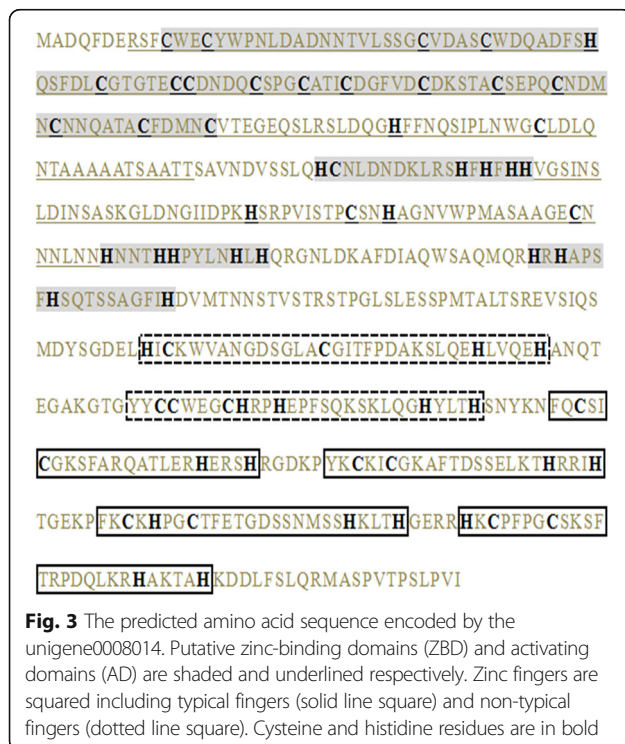 MADQFDERSFCWECYWPNLDADNNTVLSSGCVDASCWDQADFSH
QSFDLCGTGTECCDNDQCSPGCATICDGFVDCDKSTACSEPQCNDM
NCNNQATACFDMNCVTEGEQSLRSLDQGHFFNQSIPLNWGCLDLQ
NTAAAAATSAATTSAVNDVSSLQHCNLDNDKLRSHFHFHHVGSINS
LDINSASKGLDNGIIDPKHSRPVISTPCSNHAGNVWPMASAAGECN
NNLNNHNNTHHPYLNHLHQRGNLDKAFDIAQWSAQMQRHRHAPS
FHSQTSSAGFIHDVMTNNSTVSTRSTPGLSLESSPMTALTSREVSIQS
MDYSGDELHICKWVANGDSGLACGITFPDAKSLQEHLVQEHANQT
EGAKGTGYYCCWEGCHRPHEPFSQKSKLQGHYLTHSNYKNFQCSI
CGKSFARQATLERHERSHRGDKPYKCKICGKAFTDSSELKTHRRIH
TGEKPFKCKHPGCTFETGDSSNMSSHKLTHGERRHKCPFPGCSKSF
TRPDQLKRHAKTAHKDDLFSLQRMASPVTPSLPVI
Fig. 3 The predicted amino acid sequence encoded by the
unigene0008014. Putative zinc-binding domains (ZBD) and activating
domains (AD) are shaded and underlined respectively. Zinc fingers are
squared including typical fingers (solid line square) and non-typical
fingers (dotted line square). Cysteine and histidine residues are in bold